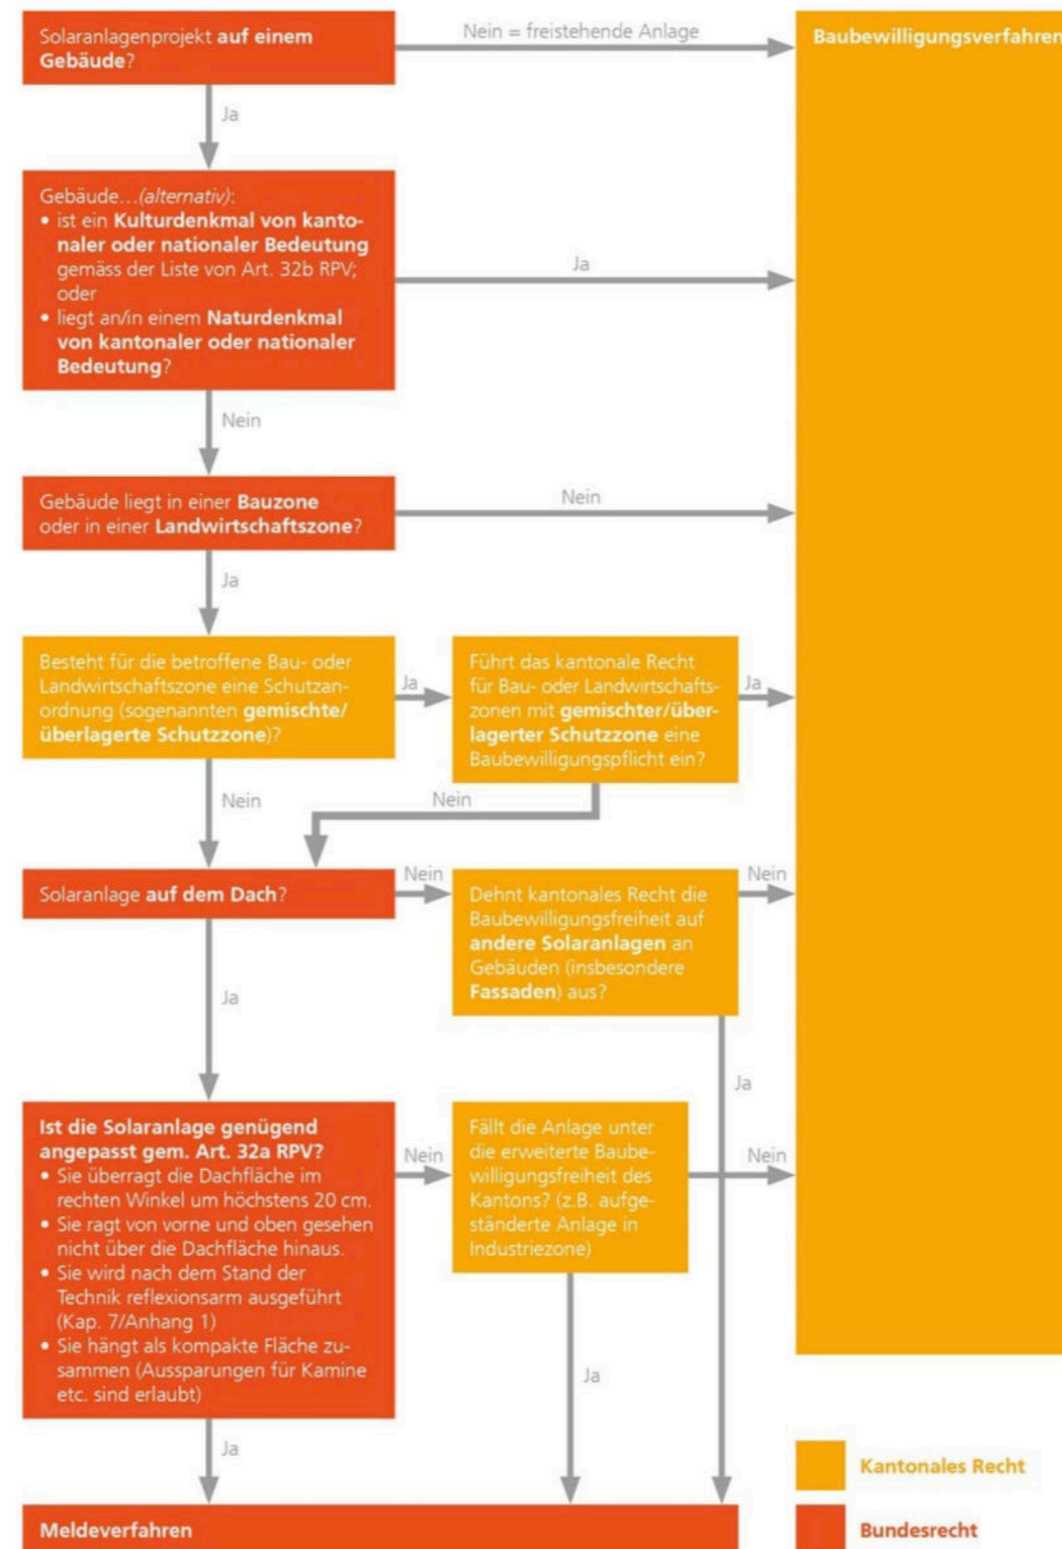 Solaranlagenprojekt auf einem
Gebäude?
Nein = freistehende Anlage
Baubewilligungsverfahren
Ja
Gebäude…(alternativ):
• ist ein Kulturdenkmal von kanto-
naler oder nationaler Bedeutung
gemäss der Liste von Art. 32b RPV;
oder
• liegt an/in einem Naturdenkmal
von kantonaler oder nationaler
Bedeutung?
Ja
Nein
Gebäude liegt in einer Bauzone
oder in einer Landwirtschaftszone?
Nein
Ja
Besteht für die betroffene Bau- oder
Landwirtschaftszone eine Schutzan-
ordnung (sogenannten gemischte/
überlagerte Schutzzone)?
Ja
Führt das kantonale Recht
für Bau- oder Landwirtschafts-
zonen mit gemischter/über-
lagerter Schutzzone eine
Baubewilligungspflicht ein?
Ja
Nein
Nein
Solaranlage auf dem Dach?
Nein
Dehnt kantonales Recht die
Baubewilligungsfreiheit auf
andere Solaranlagen an
Gebäuden (insbesondere
Fassaden) aus?
Nein
Ja
Ja
Ist die Solaranlage genügend
angepasst gem. Art. 32a RPV?
• Sie überragt die Dachfläche im
rechten Winkel um höchstens 20 cm.
• Sie ragt von vorne und oben gesehen
nicht über die Dachfläche hinaus.
• Sie wird nach dem Stand der
Technik reflexionsarm ausgeführt
(Kap. 7/Anhang 1)
• Sie hängt als kompakte Fläche zu-
sammen (Aussparungen für Kamine
etc. sind erlaubt)
Nein
Fällt die Anlage unter
die erweiterte Baube-
willigungsfreiheit des
Kantons? (z.B. aufge-
ständerte Anlage in
Industriezone)
Nein
Ja
Ja
Meldeverfahren
Kantonales Recht
Bundesrecht